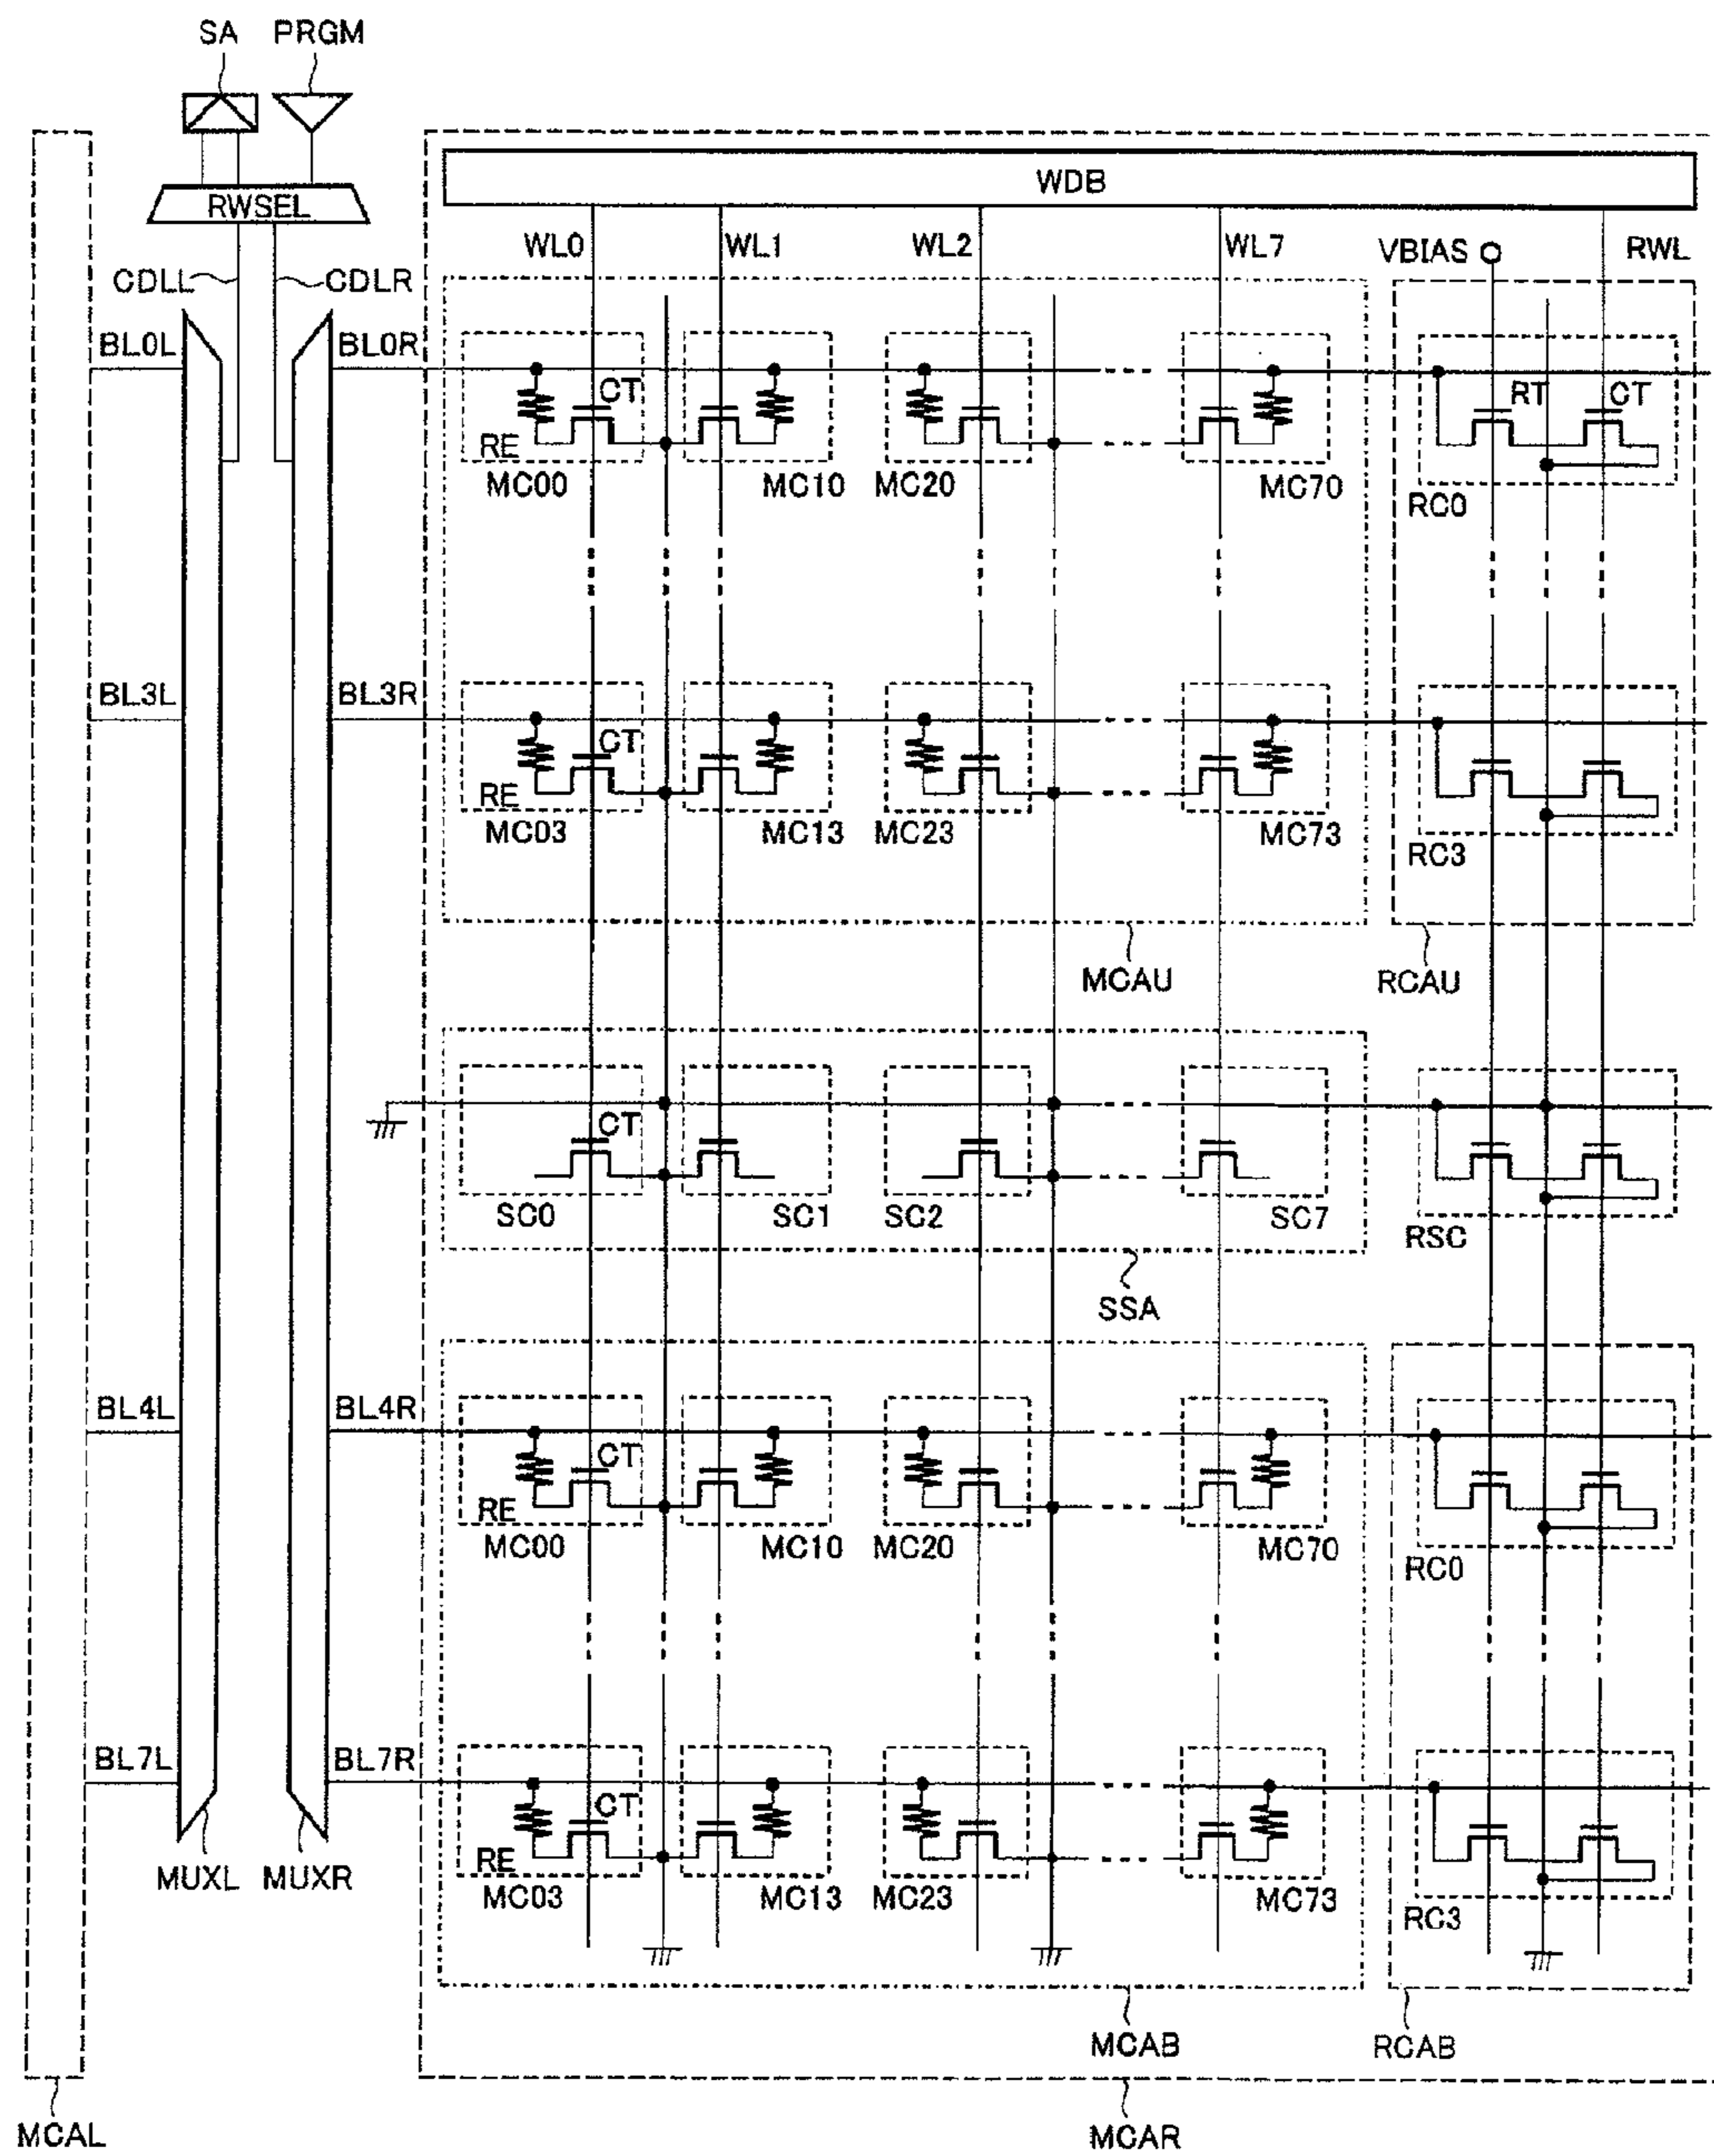 SA PRGM
WDB
RWSEL
WL0 WL1 WL2 WL7 VBIAS RWL
CDLL CDLR
BL0L BL0R
CT RT CT
RE
MC00 MC10 MC20 MC70 RC0
BL3L BL3R
CT
RE
MC03 MC13 MC23 MC73 RC3
MCAU RCAU
CT
SC0 SC1 SC2 SC7 RSC
SSA
BL4L BL4R
CT
RE
MC00 MC10 MC20 MC70 RC0
BL7L BL7R
CT
RE
MUXL MUXR MC03 MC13 MC23 MC73 RC3
MCAB RCAB
MCAL MCAR